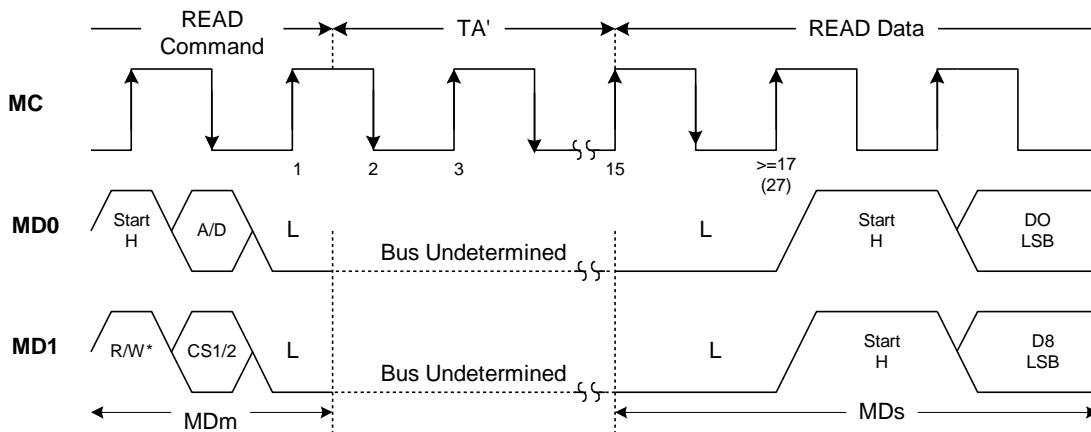 READ
Command
TA'
READ Data
MC
1
2
3
15
>=17
(27)
MD0
Start
H
A/D
L
Bus Undetermined
L
Start
H
DO
LSB
MD1
R/W*
CS1/2
L
Bus Undetermined
L
Start
H
D8
LSB
MDm
MDs